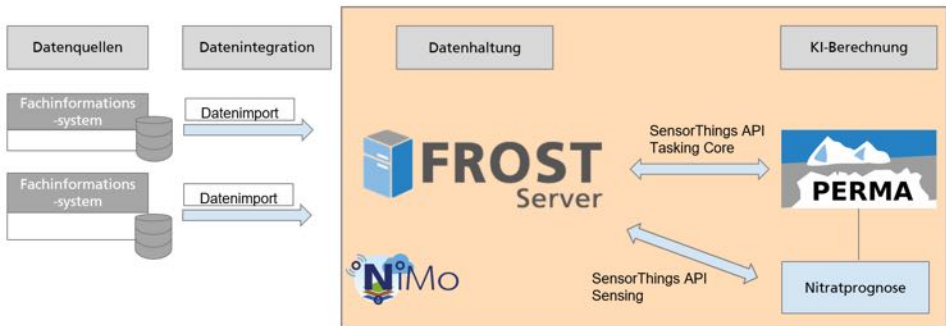 Datenquellen
Datenintegration
Datenhaltung
KI-Berechnung
Fachinformations
-system
Datenimport
Fachinformations
-system
Datenimport
FROST
Server
SensorThings API
Tasking Core
PERMA
NiMo
SensorThings API
Sensing
Nitratprognose